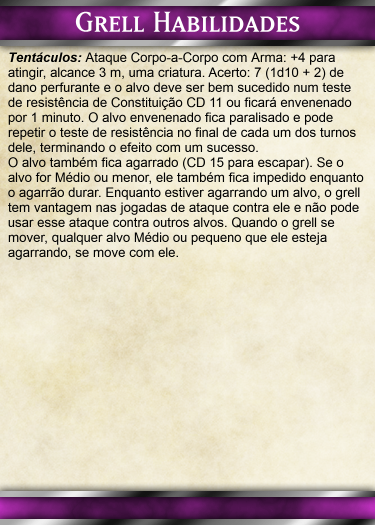 Grell Habilidades
Tentáculos: Ataque Corpo-a-Corpo com Arma: +4 para
atingir, alcance 3 m, uma criatura. Acerto: 7 (1d10 + 2) de
dano perfurante e o alvo deve ser bem sucedido num teste
de resistência de Constituição CD 11 ou ficará envenenado
por 1 minuto. O alvo envenenado fica paralisado e pode
repetir o teste de resistência no final de cada um dos turnos
dele, terminando o efeito com um sucesso.
O alvo também fica agarrado (CD 15 para escapar). Se o
alvo for Médio ou menor, ele também fica impedido enquanto
o agarrão durar. Enquanto estiver agarrando um alvo, o grell
tem vantagem nas jogadas de ataque contra ele e não pode
usar esse ataque contra outros alvos. Quando o grell se
mover, qualquer alvo Médio ou pequeno que ele esteja
agarrando, se move com ele.